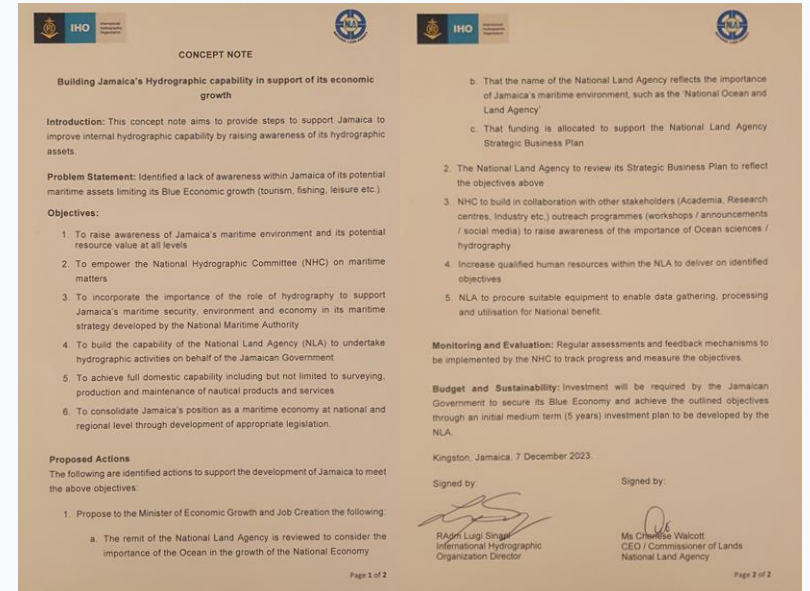 IHO
International
Hydrographic
Organization
NLA
NATIONAL LAND AGENCY
CONCEPT NOTE
Building Jamaica's Hydrographic capability in support of its economic
growth
Introduction: This concept note aims to provide steps to support Jamaica to
improve internal hydrographic capability by raising awareness of its hydrographic
assets.
Problem Statement: Identified a lack of awareness within Jamaica of its potential
maritime assets limiting its Blue Economic growth (tourism, fishing, leisure etc.).
Objectives:
1. To raise awareness of Jamaica's maritime environment and its potential
resource value at all levels
2. To empower the National Hydrographic Committee (NHC) on maritime
matters
3. To incorporate the importance of the role of hydrography to support
Jamaica's maritime security, environment and economy in its maritime
strategy developed by the National Maritime Authority
4. To build the capability of the National Land Agency (NLA) to undertake
hydrographic activities on behalf of the Jamaican Government
5. To achieve full domestic capability including but not limited to surveying,
production and maintenance of nautical products and services
6. To consolidate Jamaica's position as a maritime economy at national and
regional level through development of appropriate legislation.
Proposed Actions
The following are identified actions to support the development of Jamaica to meet
the above objectives:
1. Propose to the Minister of Economic Growth and Job Creation the following:
a. The remit of the National Land Agency is reviewed to consider the
importance of the Ocean in the growth of the National Economy
Page 1 of 2
IHO
International
Hydrographic
Organization
NLA
NATIONAL LAND AGENCY
b. That the name of the National Land Agency reflects the importance
of Jamaica's maritime environment, such as the 'National Ocean and
Land Agency'
c. That funding is allocated to support the National Land Agency
Strategic Business Plan
2. The National Land Agency to review its Strategic Business Plan to reflect
the objectives above
3. NHC to build in collaboration with other stakeholders (Academia, Research
centres, Industry etc,) outreach programmes (workshops / announcements
/ social media) to raise awareness of the importance of Ocean sciences /
hydrography
4. Increase qualified human resources within the NLA to deliver on identified
objectives
5. NLA to procure suitable equipment to enable data gathering, processing
and utilisation for National benefit.
Monitoring and Evaluation: Regular assessments and feedback mechanisms to
be implemented by the NHC to track progress and measure the objectives.
Budget and Sustainability: Investment will be required by the Jamaican
Government to secure its Blue Economy and achieve the outlined objectives
through an initial medium term (5 years) investment plan to be developed by the
NLA.
Kingston, Jamaica. 7 December 2023.
Signed by:
RAdm Luigi Sinapi
International Hydrographic
Organization Director
Signed by:
Ms Cheriese Walcott
CEO / Commissioner of Lands
National Land Agency
Page 2 of 2